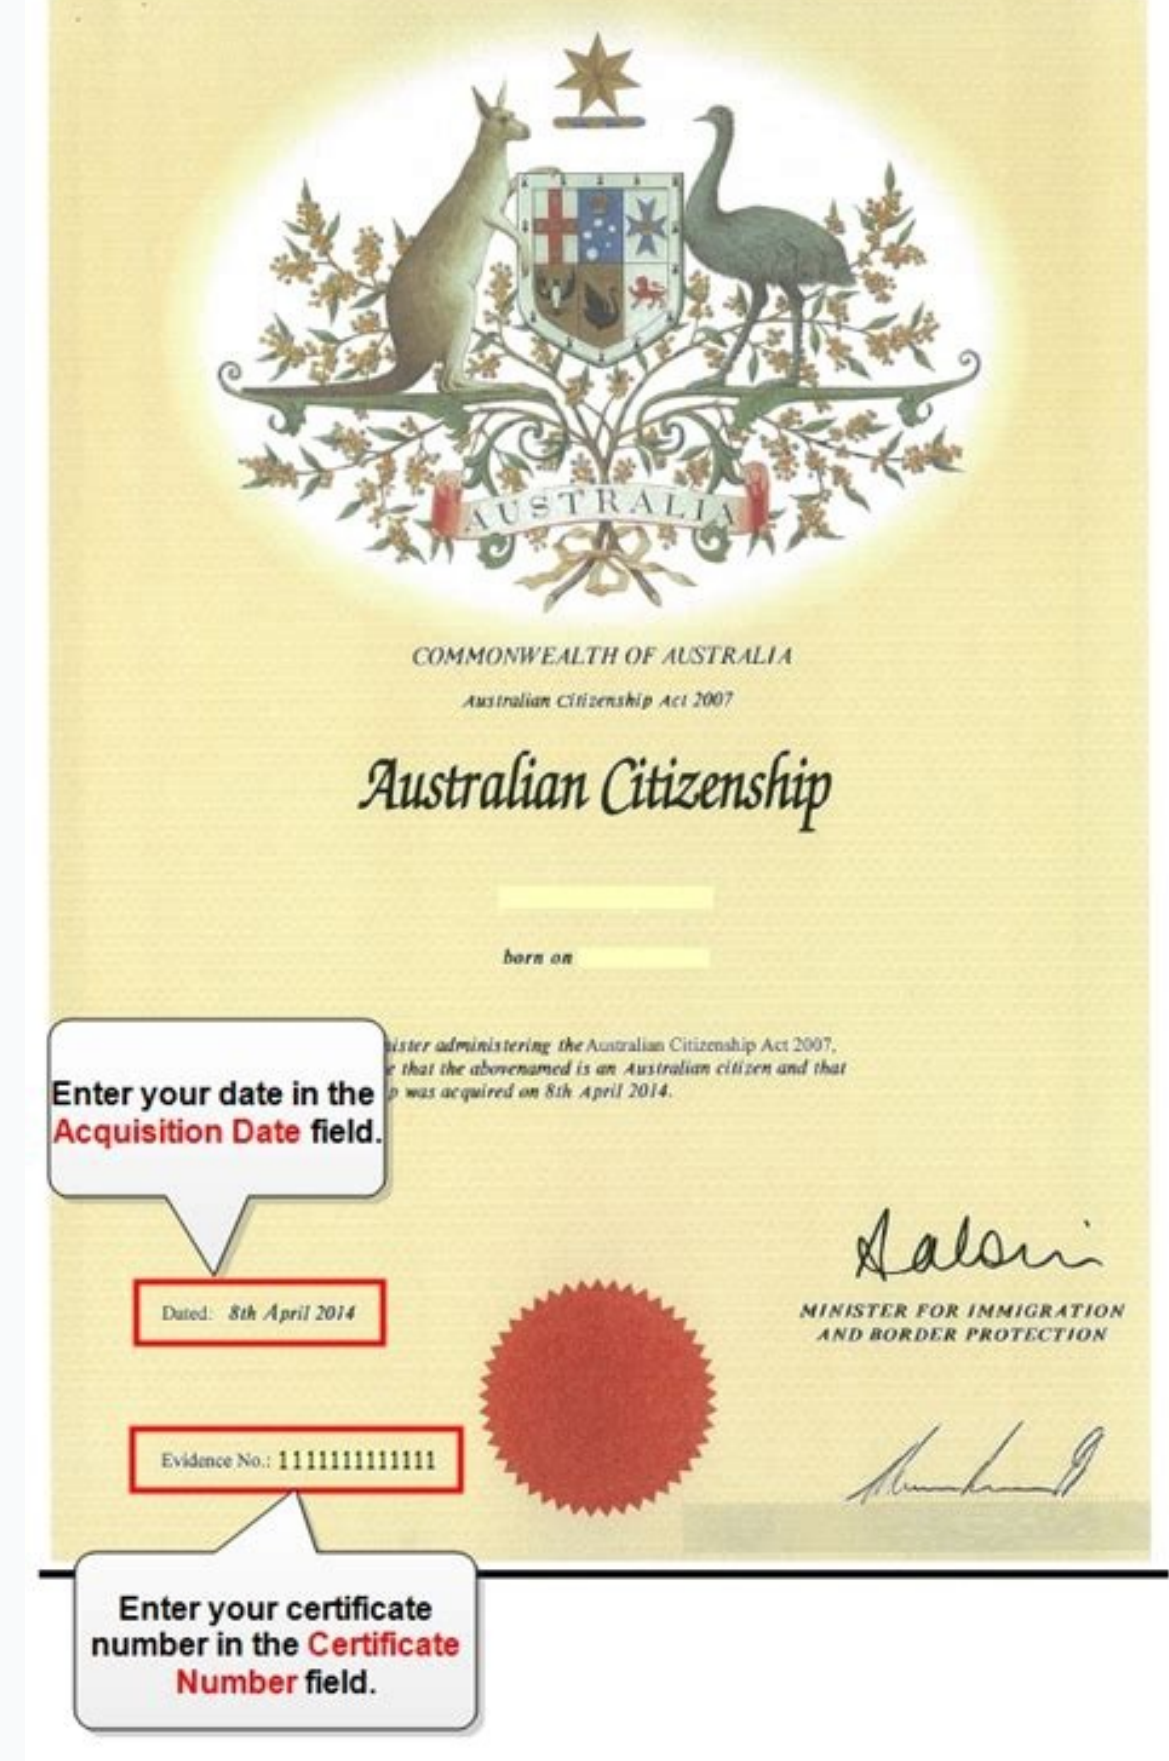 AUSTRALIA
COMMONWEALTH OF AUSTRALIA
Australian Citizenship Act 2007
Australian Citizenship
born on
ister administering the Australian Citizenship Act 2007,
e that the abovenamed is an Australian citizen and that
p was acquired on 8th April 2014.
Enter your date in the
Acquisition Date field.
Dated: 8th April 2014
MINISTER FOR IMMIGRATION
AND BORDER PROTECTION
Evidence No.: 1111111111111
Enter your certificate
number in the Certificate
Number field.